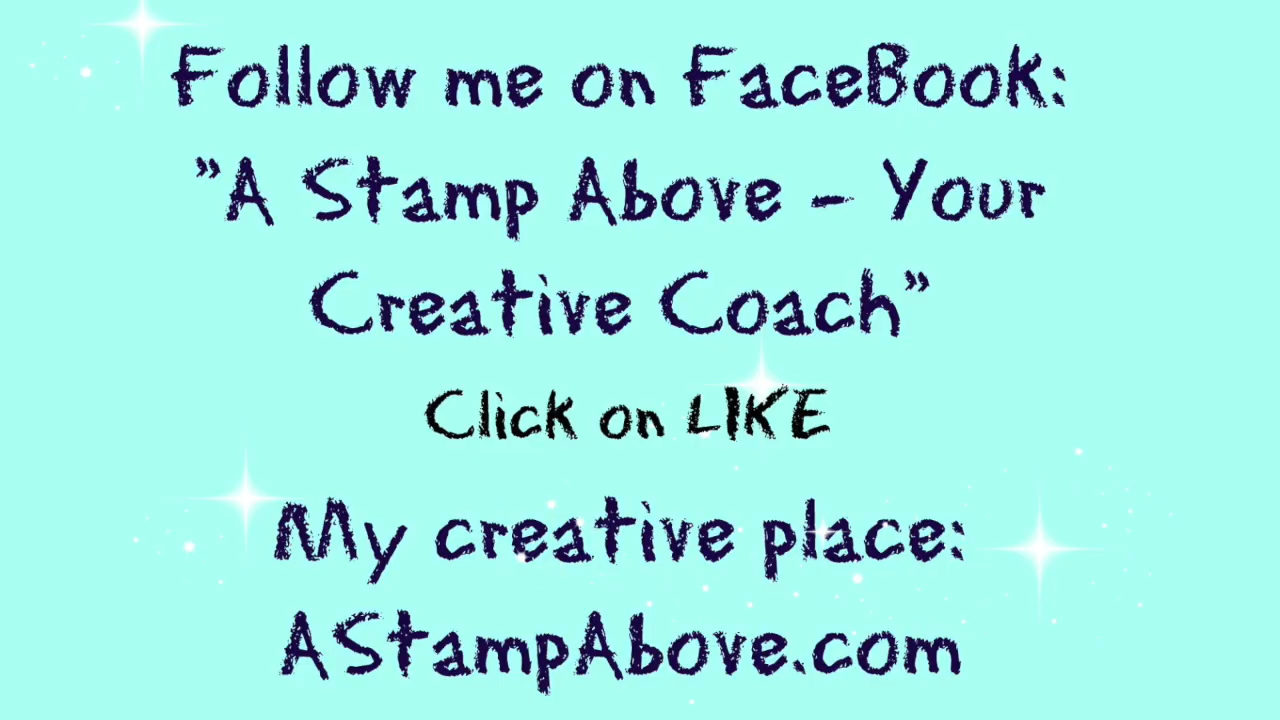 Follow me on FaceBook:
"A Stamp Above - Your
Creative Coach"
Click on LIKE
My creative place:
AStampAbove.com